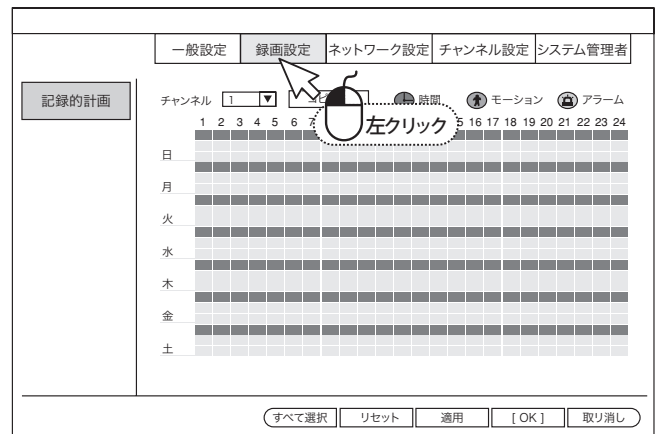 一般設定 録画設定 ネットワーク設定 チャンネル設定 システム管理者
記録的計画
チャンネル 1 コピ 時間 モーション アラーム
1 2 3 4 5 6 7 5 16 17 18 19 20 21 22 23 24
左クリック
日
月
火
水
木
金
土
すべて選択 リセット 適用 [ OK ] 取り消し